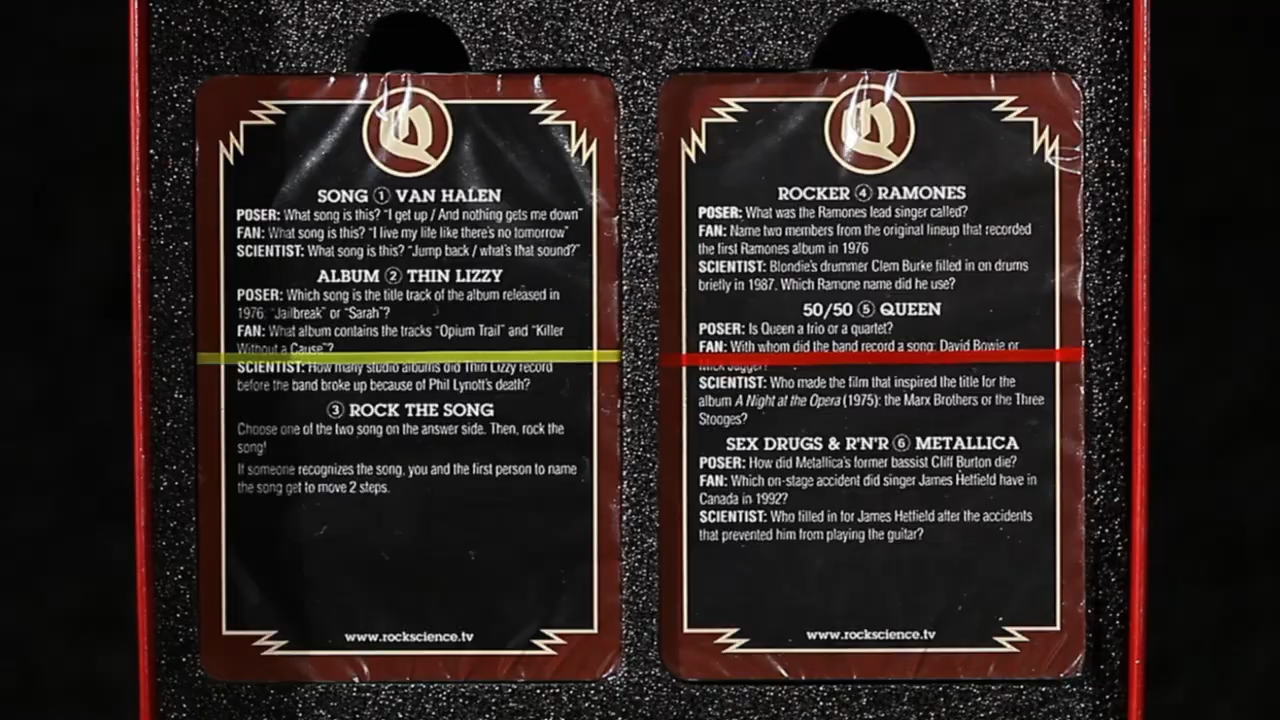 SONG 1 VAN HALEN
POSER: What song is this? "I get up / And nothing gets me down"
FAN: What song is this? "I live my life like there's no tomorrow"
SCIENTIST: What song is this? "Jump back / what's that sound?"
ALBUM 2 THIN LIZZY
POSER: Which song is the title track of the album released in
1976, "Jailbreak" or "Sarah"?
FAN: What album contains the tracks "Opium Trail" and "Killer
Without a Cause"?
SCIENTIST: How many studio albums did Thin Lizzy record
before the band broke up because of Phil Lynott's death?
3 ROCK THE SONG
Choose one of the two song on the answer side. Then, rock the
song!
If someone recognizes the song, you and the first person to name
the song get to move 2 steps.
www.rockscience.tv
Q
ROCKER 4 RAMONES
POSER: What was the Ramones lead singer called?
FAN: Name two members from the original lineup that recorded
the first Ramones album in 1976
SCIENTIST: Blondie's drummer Clem Burke filled in on drums
briefly in 1987. Which Ramone name did he use?
50/50 5 QUEEN
POSER: Is Queen a trio or a quartet?
FAN: With whom did the band record a song: David Bowie or
Mick Jagger?
SCIENTIST: Who made the film that inspired the title for the
album A Night at the Opera (1975): the Marx Brothers or the Three
Stooges?
SEX DRUGS & R'N'R 6 METALLICA
POSER: How did Metallica's former bassist Cliff Burton die?
FAN: Which on-stage accident did singer James Hetfield have in
Canada in 1992?
SCIENTIST: Who filled in for James Hetfield after the accidents
that prevented him from playing the guitar?
www.rockscience.tv